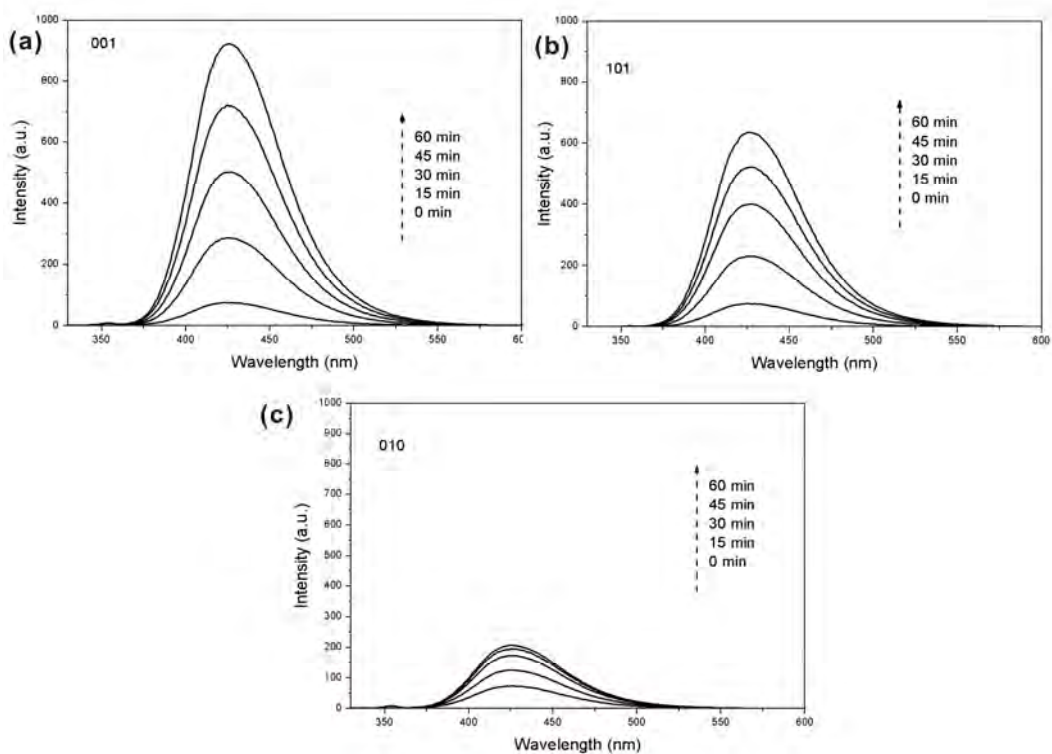 (a)
001
1000
800
600
400
200
0
Intensity (a.u.)
60 min
45 min
30 min
15 min
0 min
350 400 450 500 550 60
Wavelength (nm)
(b)
101
1000
800
600
400
200
0
Intensity (a.u.)
60 min
45 min
30 min
15 min
0 min
350 400 450 500 550 600
Wavelength (nm)
(c)
010
1000
900
800
700
600
500
400
300
200
100
0
Intensity (a.u.)
60 min
45 min
30 min
15 min
0 min
350 400 450 500 550 600
Wavelength (nm)